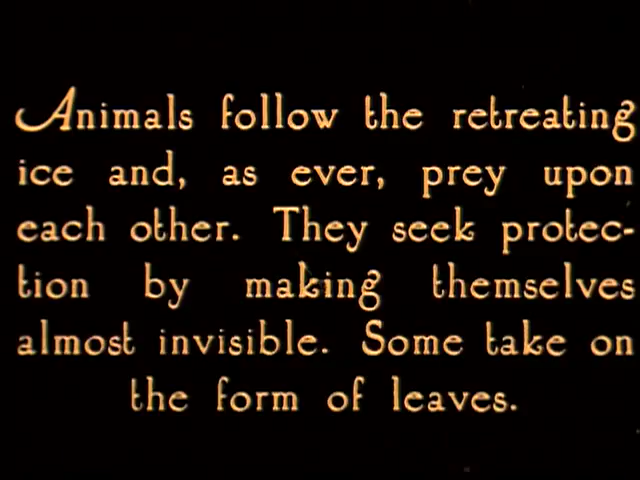 Animals follow the retreating
ice and, as ever, prey upon
each other. They seek protec-
tion by making themselves
almost invisible. Some take on
the form of leaves.